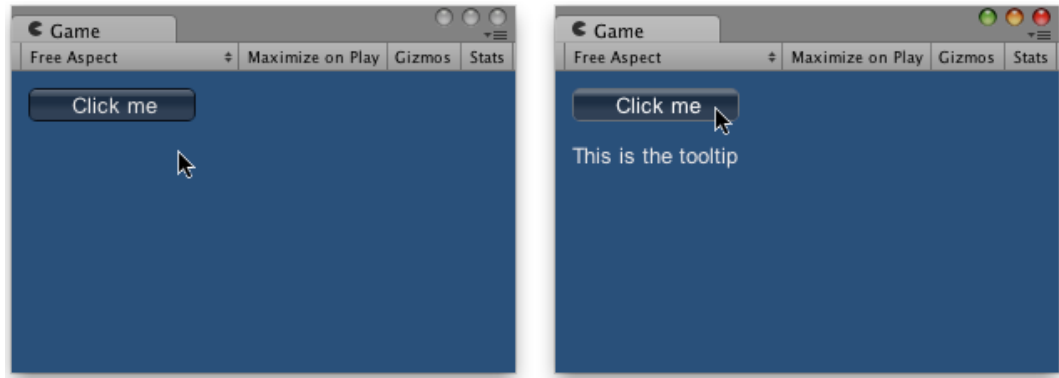 Game
Free Aspect Maximize on Play Gizmos Stats
Click me
Game
Free Aspect Maximize on Play Gizmos Stats
Click me
This is the tooltip